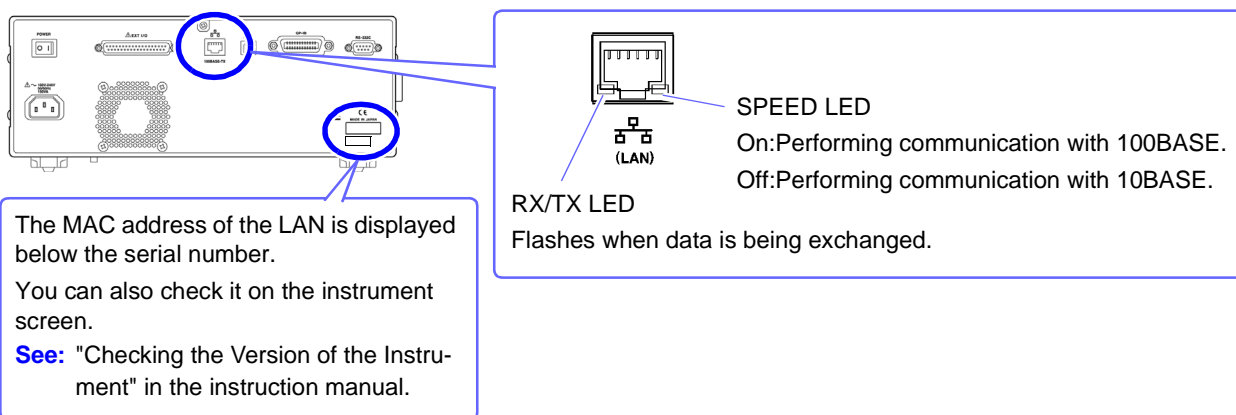 POWER
EXT I/O
GP-IB
RS-232C
100BASE-TX
CE
MADE IN JAPAN
SPEED LED
On:Performing communication with 100BASE.
Off:Performing communication with 10BASE.
(LAN)
RX/TX LED
Flashes when data is being exchanged.
The MAC address of the LAN is displayed
below the serial number.
You can also check it on the instrument
screen.
See: "Checking the Version of the Instru-
ment" in the instruction manual.